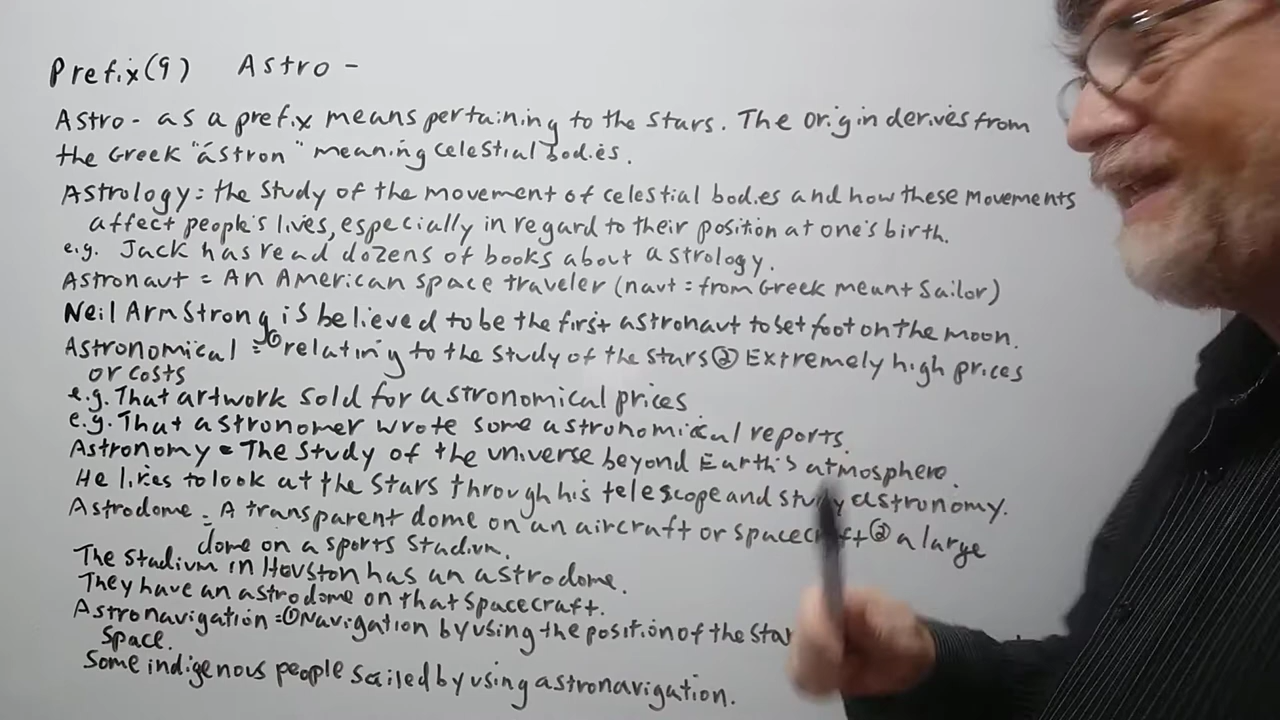 Prefix(9) Astro -
Astro - as a prefix means pertaining to the stars. The origin derives from
the Greek "ástron" meaning celestial bodies.
Astrology = the study of the movement of celestial bodies and how these movements
affect people's lives, especially in regard to their position at one's birth.
e.g. Jack has read dozens of books about astrology.
Astronaut = An American space traveler (naut = from Greek meant Sailor)
Neil Armstrong is believed to be the first astronaut to set foot on the moon.
Astronomical = ① relating to the study of the stars ② Extremely high prices
or costs
e.g. That artwork sold for astronomical prices
e.g. That astronomer wrote some astronomical reports.
Astronomy = The study of the universe beyond Earth's atmosphere.
He likes to look at the stars through his telescope and study astronomy.
Astrodome = A transparent dome on an aircraft or spacecraft ② a large
dome on a sports stadium.
The stadium in Houston has an astrodome.
They have an astrodome on that spacecraft.
Astronavigation = ① Navigation by using the position of the
space.
Some indigenous people sailed by using astronavigation.